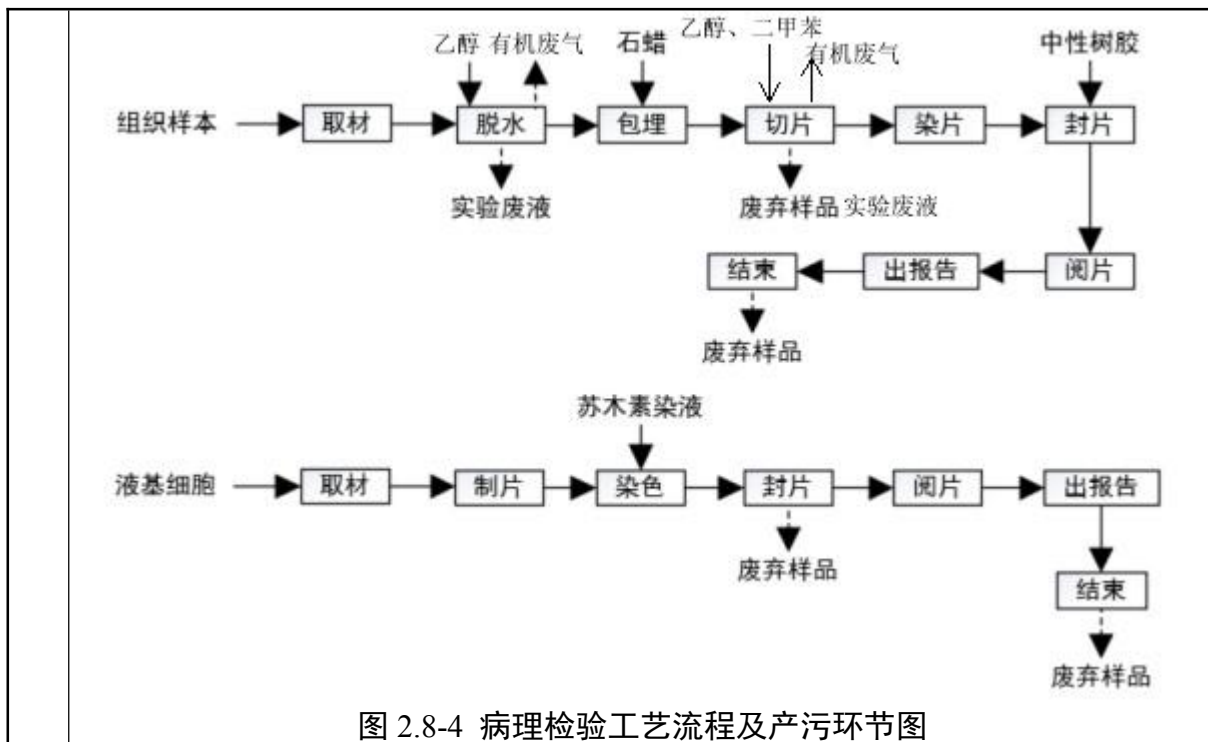 乙醇 有机废气 石蜡 乙醇、二甲苯 有机废气 中性树胶
组织样本 取材 脱水 包埋 切片 染片 封片
实验废液 废弃样品 实验废液
结束 出报告 阅片
废弃样品
苏木素染液
液基细胞 取材 制片 染色 封片 阅片 出报告
废弃样品
结束
废弃样品
图 2.8-4 病理检验工艺流程及产污环节图